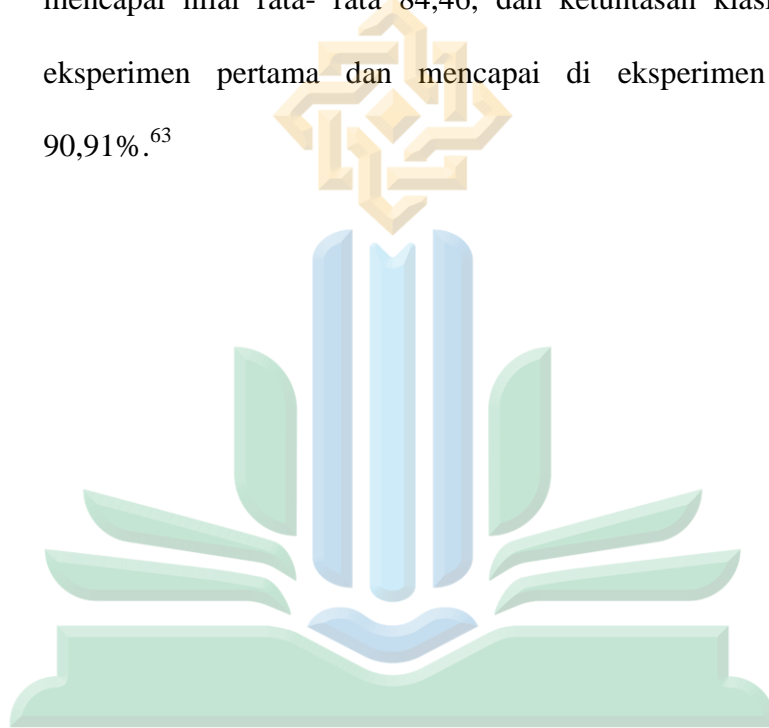 mencapai nilai rata- rata 84,46, dan ketuntasan
eksperimen pertama dan mencapai di eksperimen
90,91%.⁶³